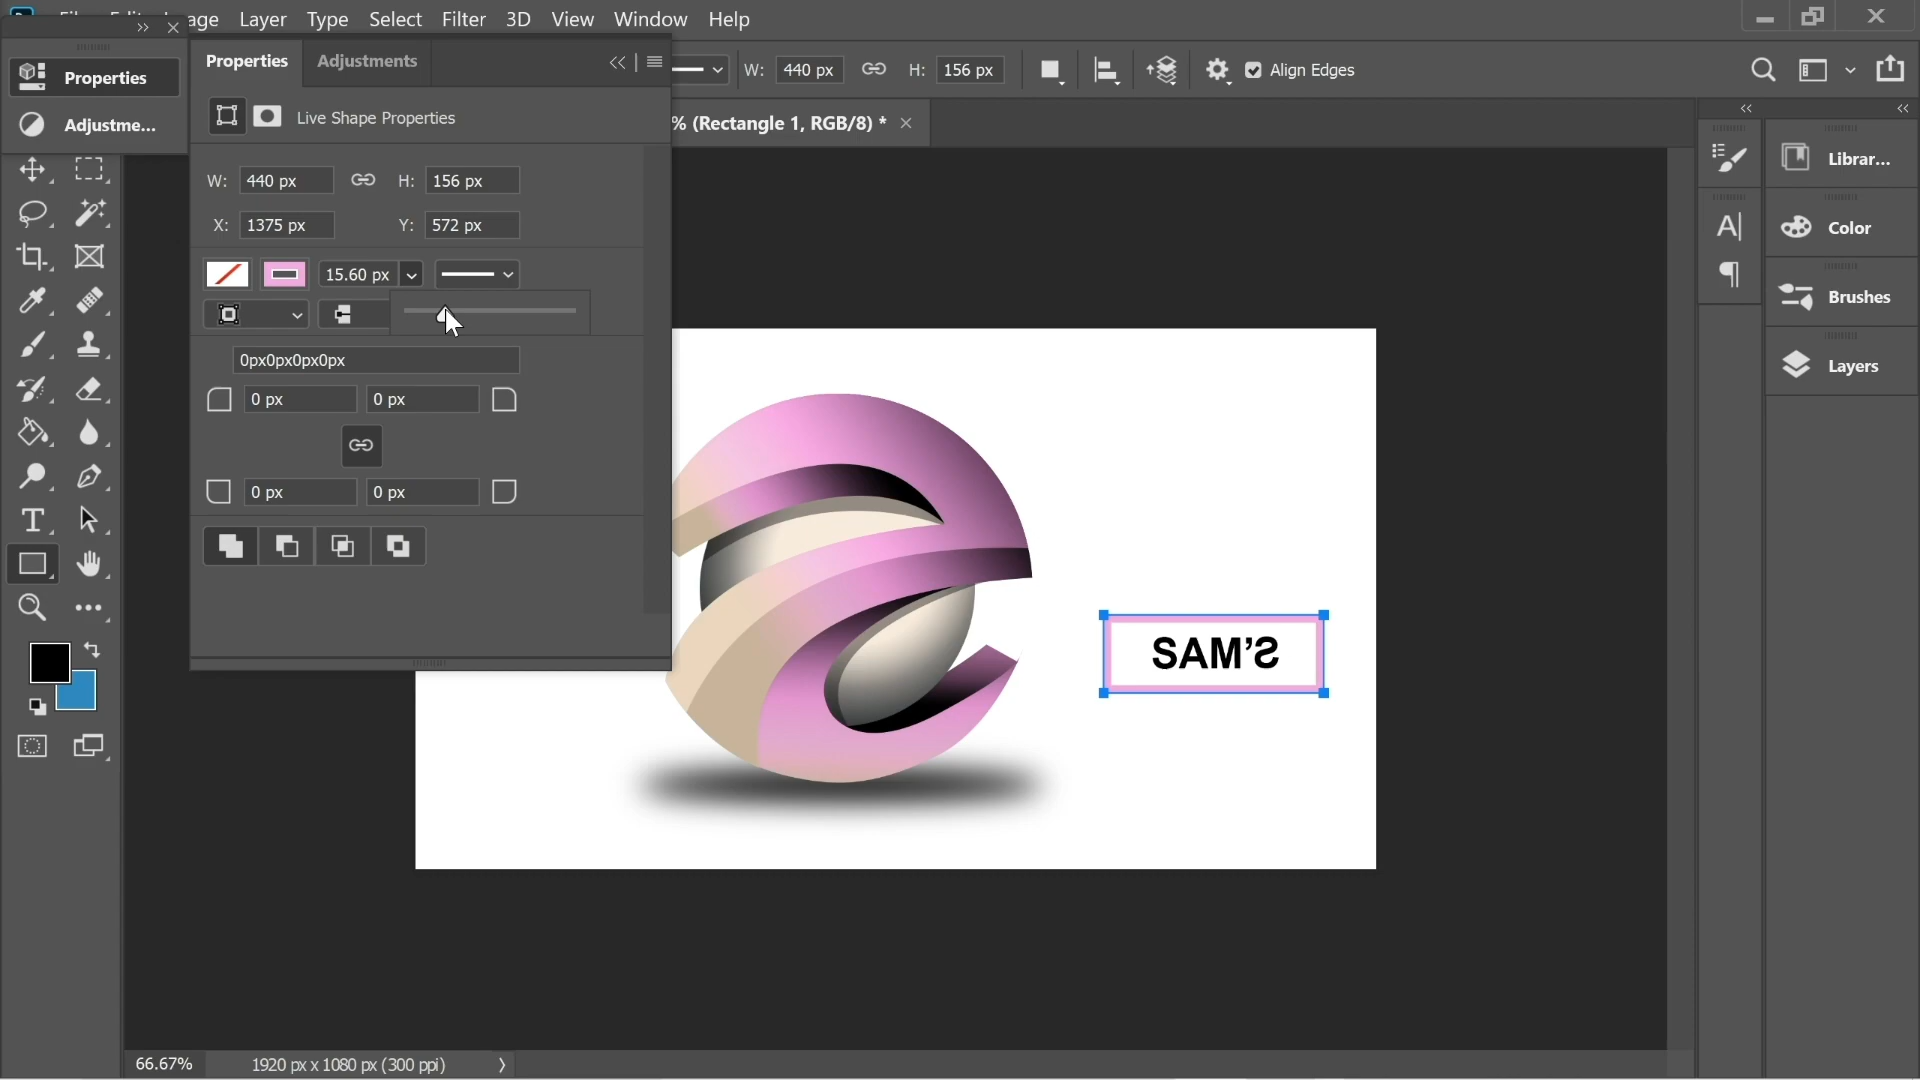 Layer Type Select Filter 3D View Window Help
Properties
Adjustme...
Properties Adjustments
Live Shape Properties
W: 440 px H: 156 px
X: 1375 px Y: 572 px
15.60 px
0px0px0px0px
0 px 0 px
0 px 0 px
W: 440 px H: 156 px Align Edges
% (Rectangle 1, RGB/8) *
SAM'S
Librar...
Color
Brushes
Layers
66.67% 1920 px x 1080 px (300 ppi)